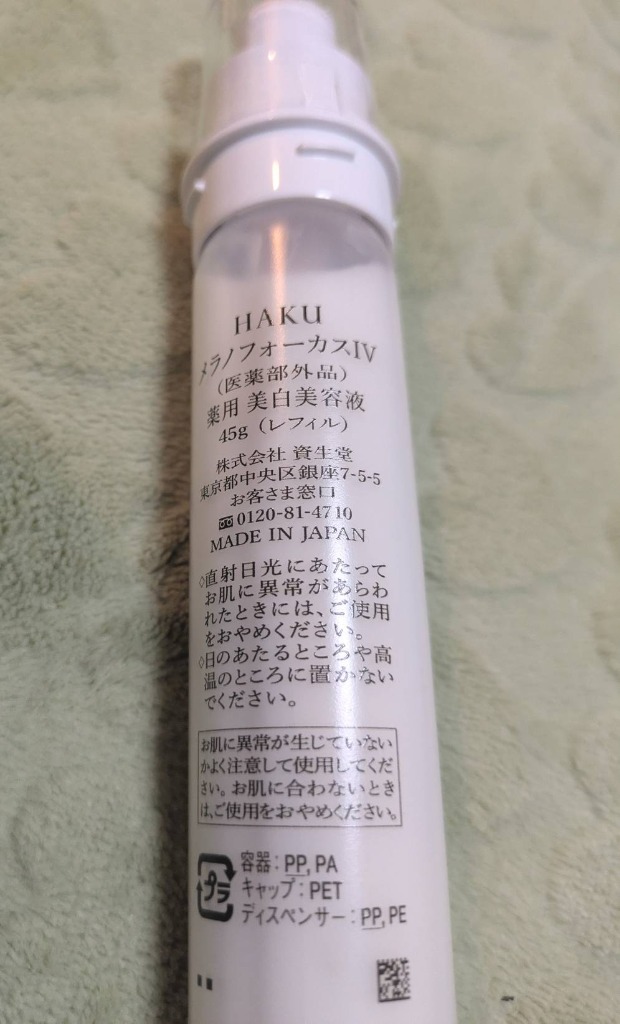 HAKU
メラノフォーカスIV
（医薬部外品）
薬用 美白美容液
45g（レフィル）
株式会社 資生堂
東京都中央区銀座7-5-5
お客さま窓口
0120-81-4710
MADE IN JAPAN
◇直射日光にあたって
お肌に異常があらわ
れたときには、ご使用
をおやめください。
◇日のあたるところや高
温のところに置かない
でください。
お肌に異常が生じていない
かよく注意して使用してくだ
さい。お肌に合わないとき
は、ご使用をおやめください。
プラ
容器：PP, PA
キャップ：PET
ディスペンサー：PP, PE